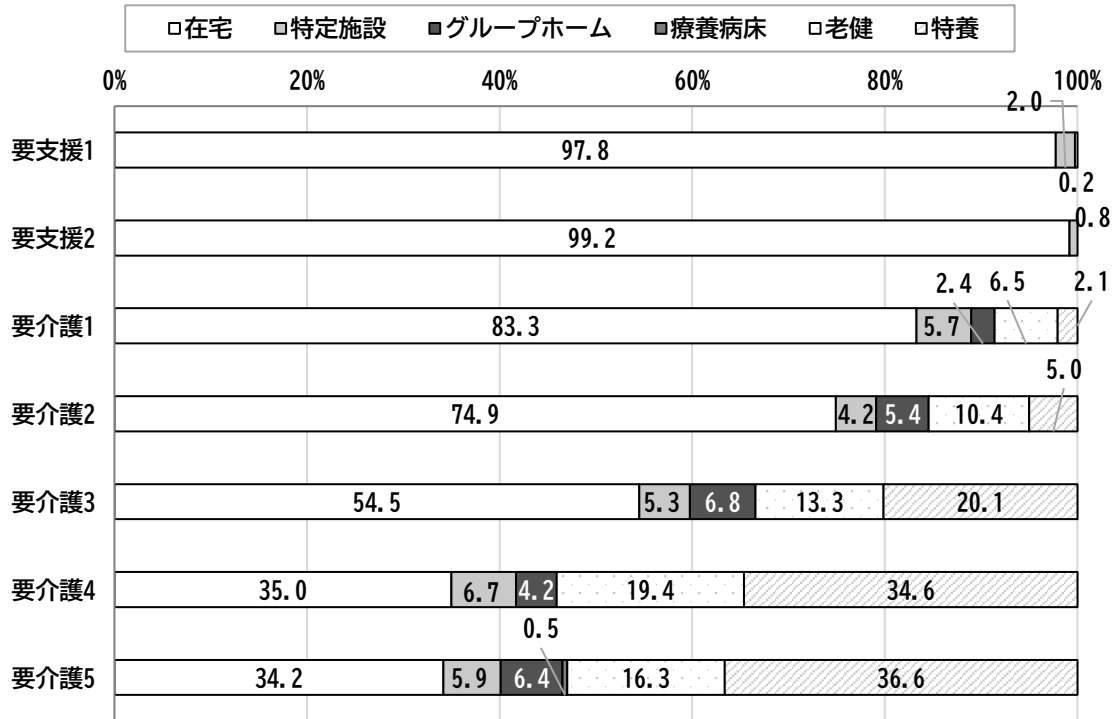 □在宅 □特定施設 ■グループホーム ■療養病床 □老健 □特養
0% 20% 40% 60% 80% 100%
2.0
要支援1 97.8
0.2
要支援2 99.2 0.8
2.4 6.5 2.1
要介護1 83.3 5.7
5.0
要介護2 74.9 4.2 5.4 10.4
要介護3 54.5 5.3 6.8 13.3 20.1
要介護4 35.0 6.7 4.2 19.4 34.6
0.5
要介護5 34.2 5.9 6.4 16.3 36.6